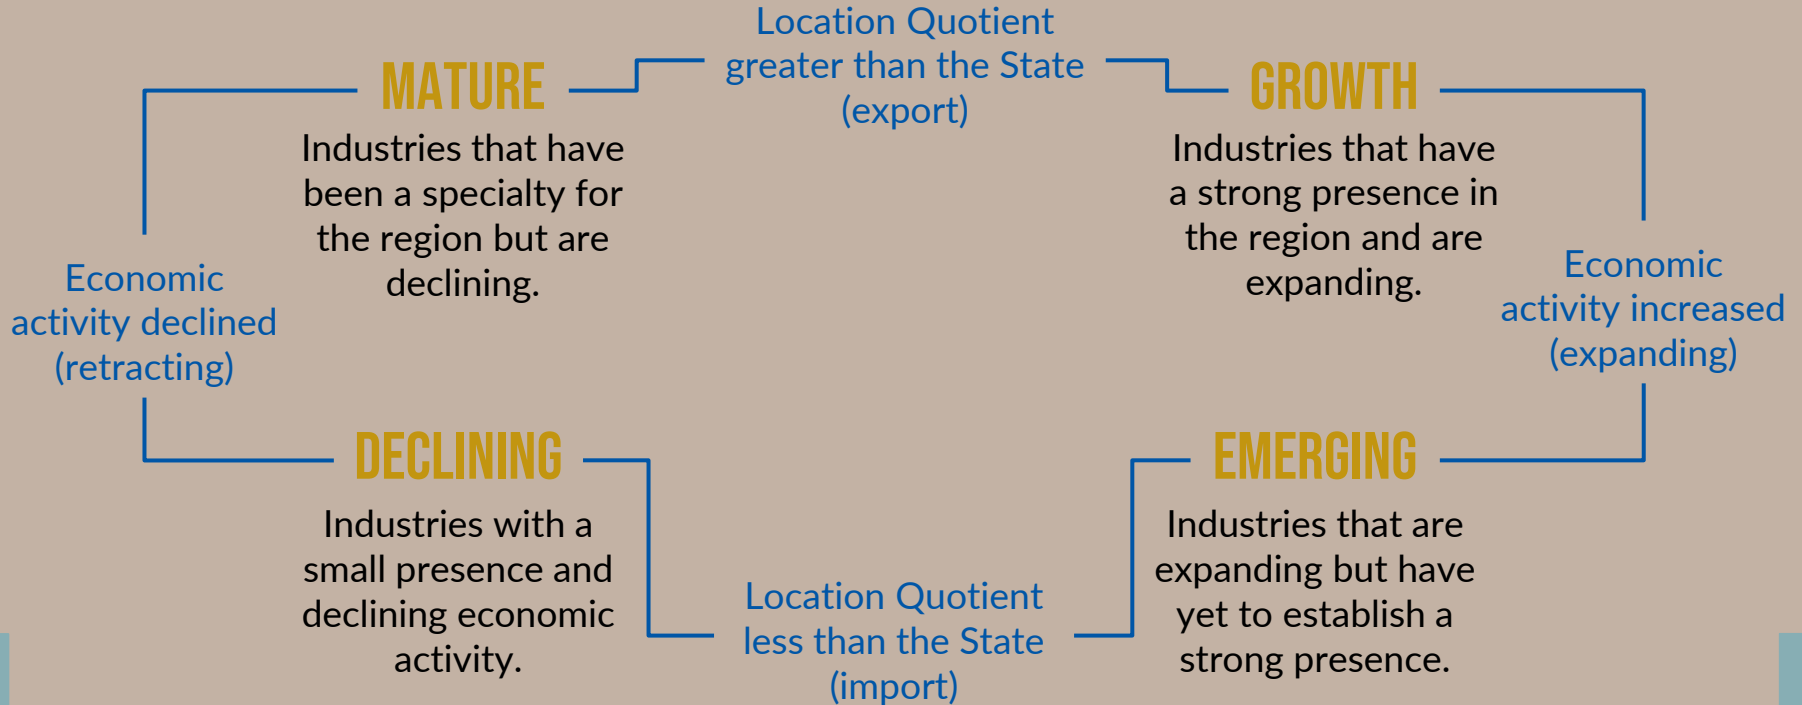 Location Quotient
greater than the State
(export)
MATURE
Industries that have
been a specialty for
the region but are
declining.
GROWTH
Industries that have
a strong presence in
the region and are
expanding.
Economic
activity declined
(retracting)
Economic
activity increased
(expanding)
DECLINING
Industries with a
small presence and
declining economic
activity.
EMERGING
Industries that are
expanding but have
yet to establish a
strong presence.
Location Quotient
less than the State
(import)